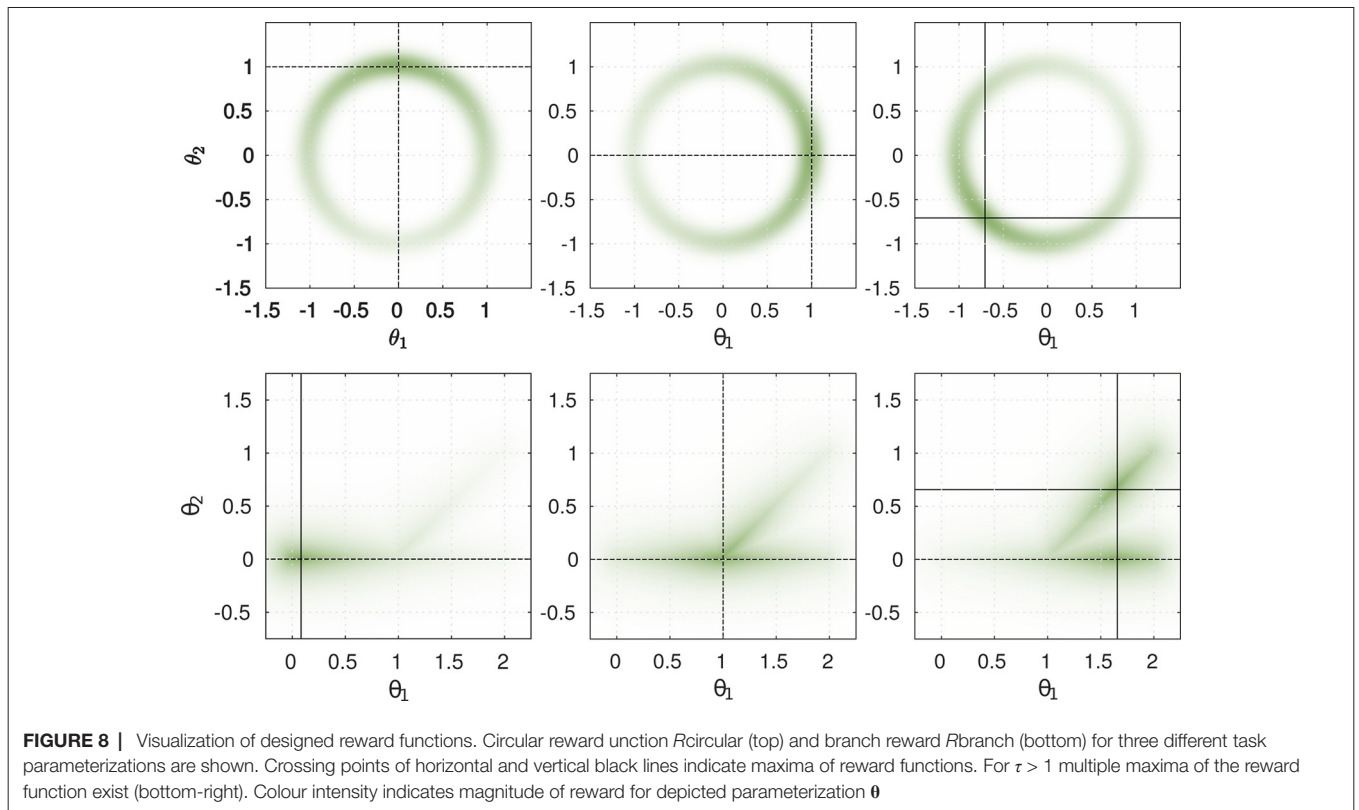 1
0.5
0
-0.5
-1
-1.5
θ2
-1.5 -1 -0.5 0 0.5 1
θ1
1
0.5
0
-0.5
-1
-1.5
-1.5 -1 -0.5 0 0.5 1
θ1
1
0.5
0
-0.5
-1
-1.5
-1.5 -1 -0.5 0 0.5 1
θ1
1.5
1
0.5
0
-0.5
θ2
0 0.5 1 1.5 2
θ1
1.5
1
0.5
0
-0.5
0 0.5 1 1.5 2
θ1
1.5
1
0.5
0
-0.5
0 0.5 1 1.5 2
θ1
FIGURE 8 | Visualization of designed reward functions. Circular reward unction Rcircular (top) and branch reward Rbranch (bottom) for three different task
parameterizations are shown. Crossing points of horizontal and vertical black lines indicate maxima of reward functions. For τ > 1 multiple maxima of the reward
function exist (bottom-right). Colour intensity indicates magnitude of reward for depicted parameterization θ